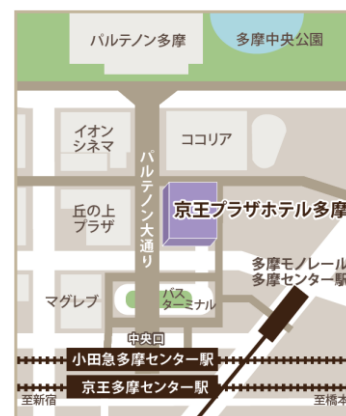 パルテノン多摩
多摩中央公園
イオン
シネマ
ココリア
パルテノン大通り
丘の上
プラザ
京王プラザホテル多摩
多摩モノレール
多摩センター駅
マグレブ
バス
ターミナル
中央口
小田急多摩センター駅
京王多摩センター駅
至新宿
至橋本